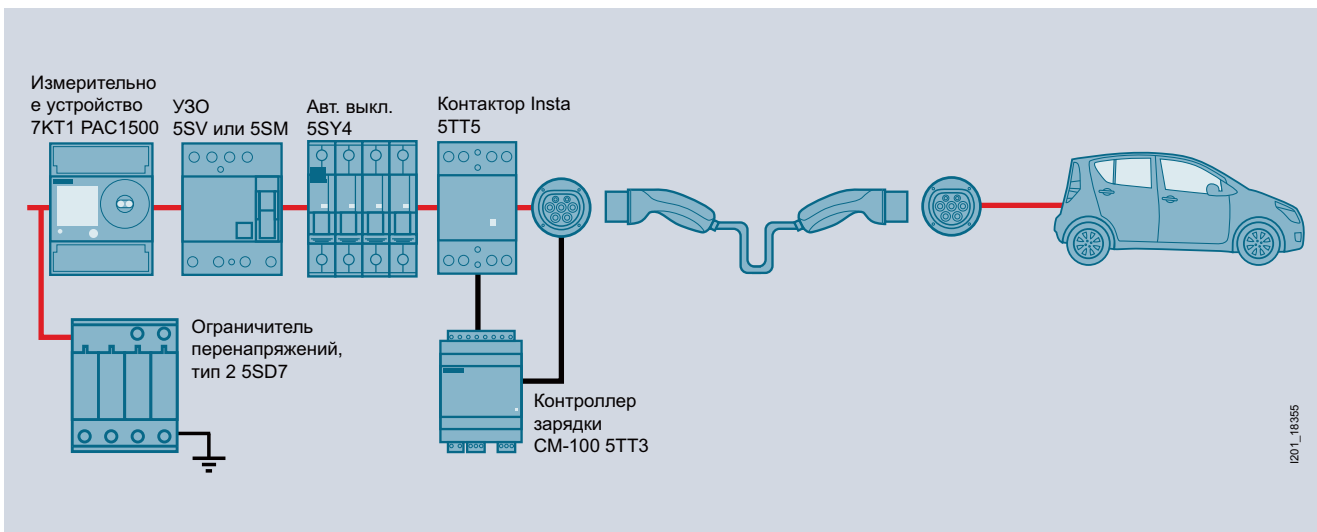 Измерительно
е устройство
7KT1 PAC1500
УЗО
5SV или 5SM
Авт. выкл.
5SY4
Контактор Insta
5TT5
Ограничитель
перенапряжений,
тип 2 5SD7
Контроллер
зарядки
CM-100 5TT3
I201_18355